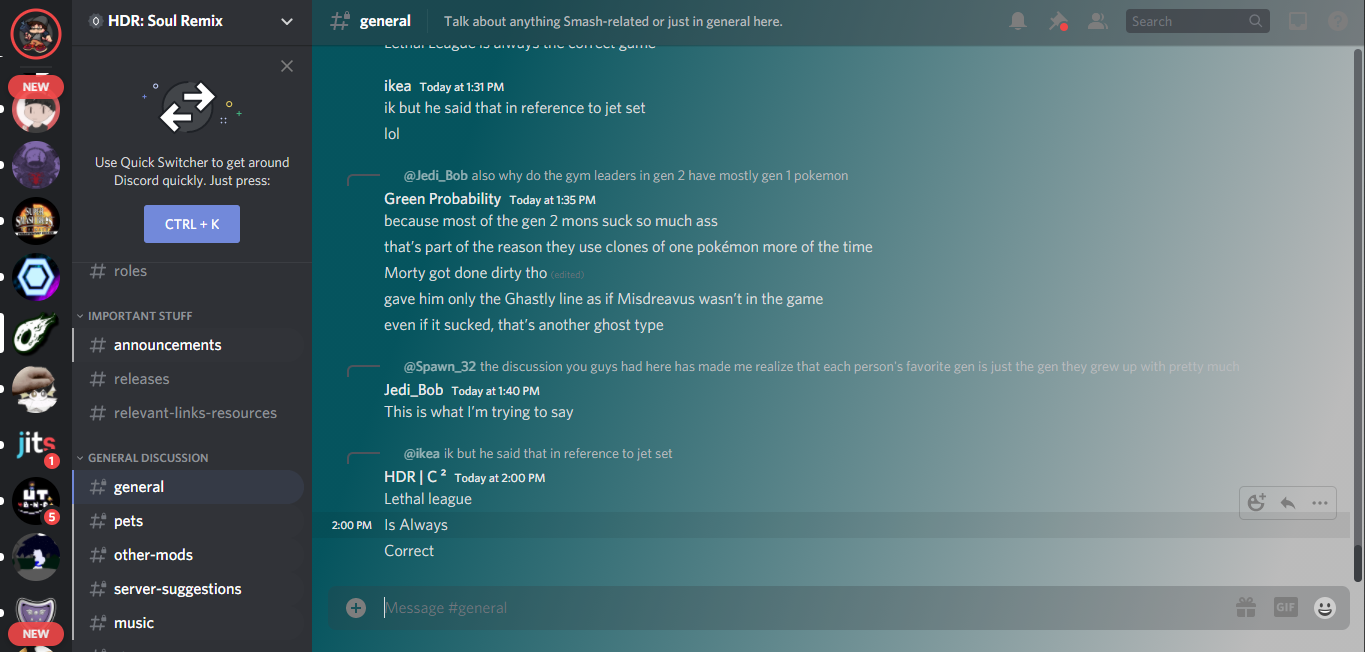 HDR: Soul Remix
NEW
Use Quick Switcher to get around
Discord quickly. Just press:
CTRL + K
roles
IMPORTANT STUFF
announcements
releases
relevant-links-resources
GENERAL DISCUSSION
general
pets
other-mods
server-suggestions
music
jits
1
UT
5
NEW
general
Talk about anything Smash-related or just in general here.
Search
Lethal League is always the correct game
ikea Today at 1:31 PM
ik but he said that in reference to jet set
lol
@Jedi_Bob also why do the gym leaders in gen 2 have mostly gen 1 pokemon
Green Probability Today at 1:35 PM
because most of the gen 2 mons suck so much ass
that’s part of the reason they use clones of one pokémon more of the time
Morty got done dirty tho (edited)
gave him only the Ghastly line as if Misdreavus wasn’t in the game
even if it sucked, that’s another ghost type
@Spawn_32 the discussion you guys had here has made me realize that each person's favorite gen is just the gen they grew up with pretty much
Jedi_Bob Today at 1:40 PM
This is what I’m trying to say
@ikea ik but he said that in reference to jet set
HDR | C ² Today at 2:00 PM
Lethal league
2:00 PM Is Always
Correct
Message #general
GIF